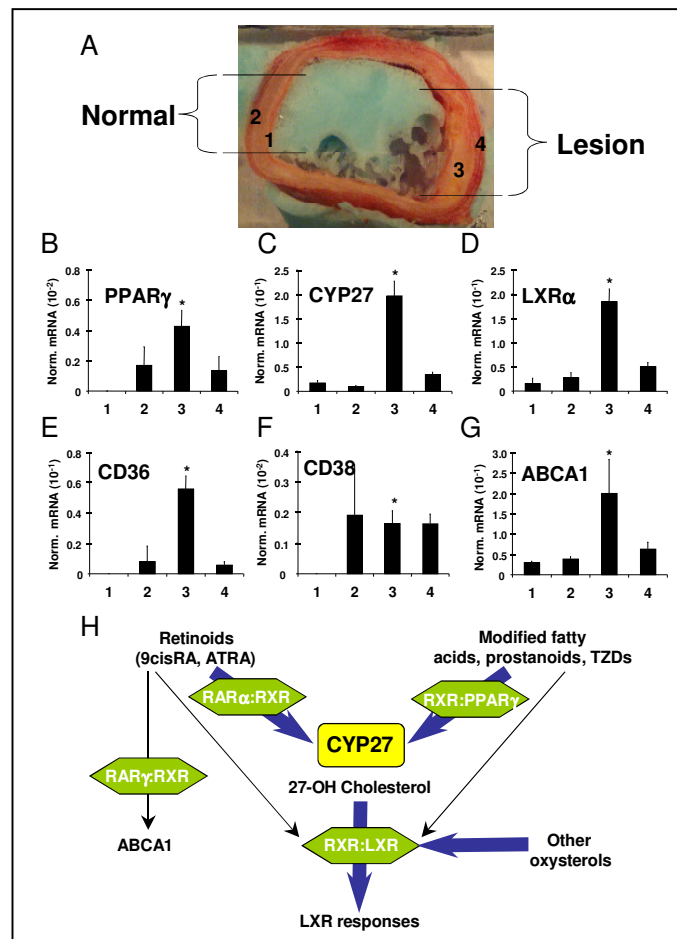 A
Normal
Lesion
2
1
3
4
B
PPARγ
Norm. mRNA (10-2)
0.8
0.6
0.4
0.2
0
*
1 2 3 4
C
CYP27
Norm. mRNA (10-1)
2.5
2.0
1.5
1.0
0.5
0
*
1 2 3 4
D
LXRα
Norm. mRNA (10-1)
2.5
2.0
1.5
1.0
0.5
0
*
1 2 3 4
E
CD36
Norm. mRNA (10-1)
0.8
0.6
0.4
0.2
0
*
1 2 3 4
F
CD38
Norm. mRNA (10-2)
0.4
0.3
0.2
0.1
0
*
1 2 3 4
G
ABCA1
Norm. mRNA (10-1)
3.0
2.5
2.0
1.5
1.0
0.5
0
*
1 2 3 4
H
Retinoids
(9cisRA, ATRA)
Modified fatty
acids, prostanoids, TZDs
RARα:RXR
RXR:PPARγ
CYP27
RARγ:RXR
27-OH Cholesterol
ABCA1
RXR:LXR
Other
oxysterols
LXR responses